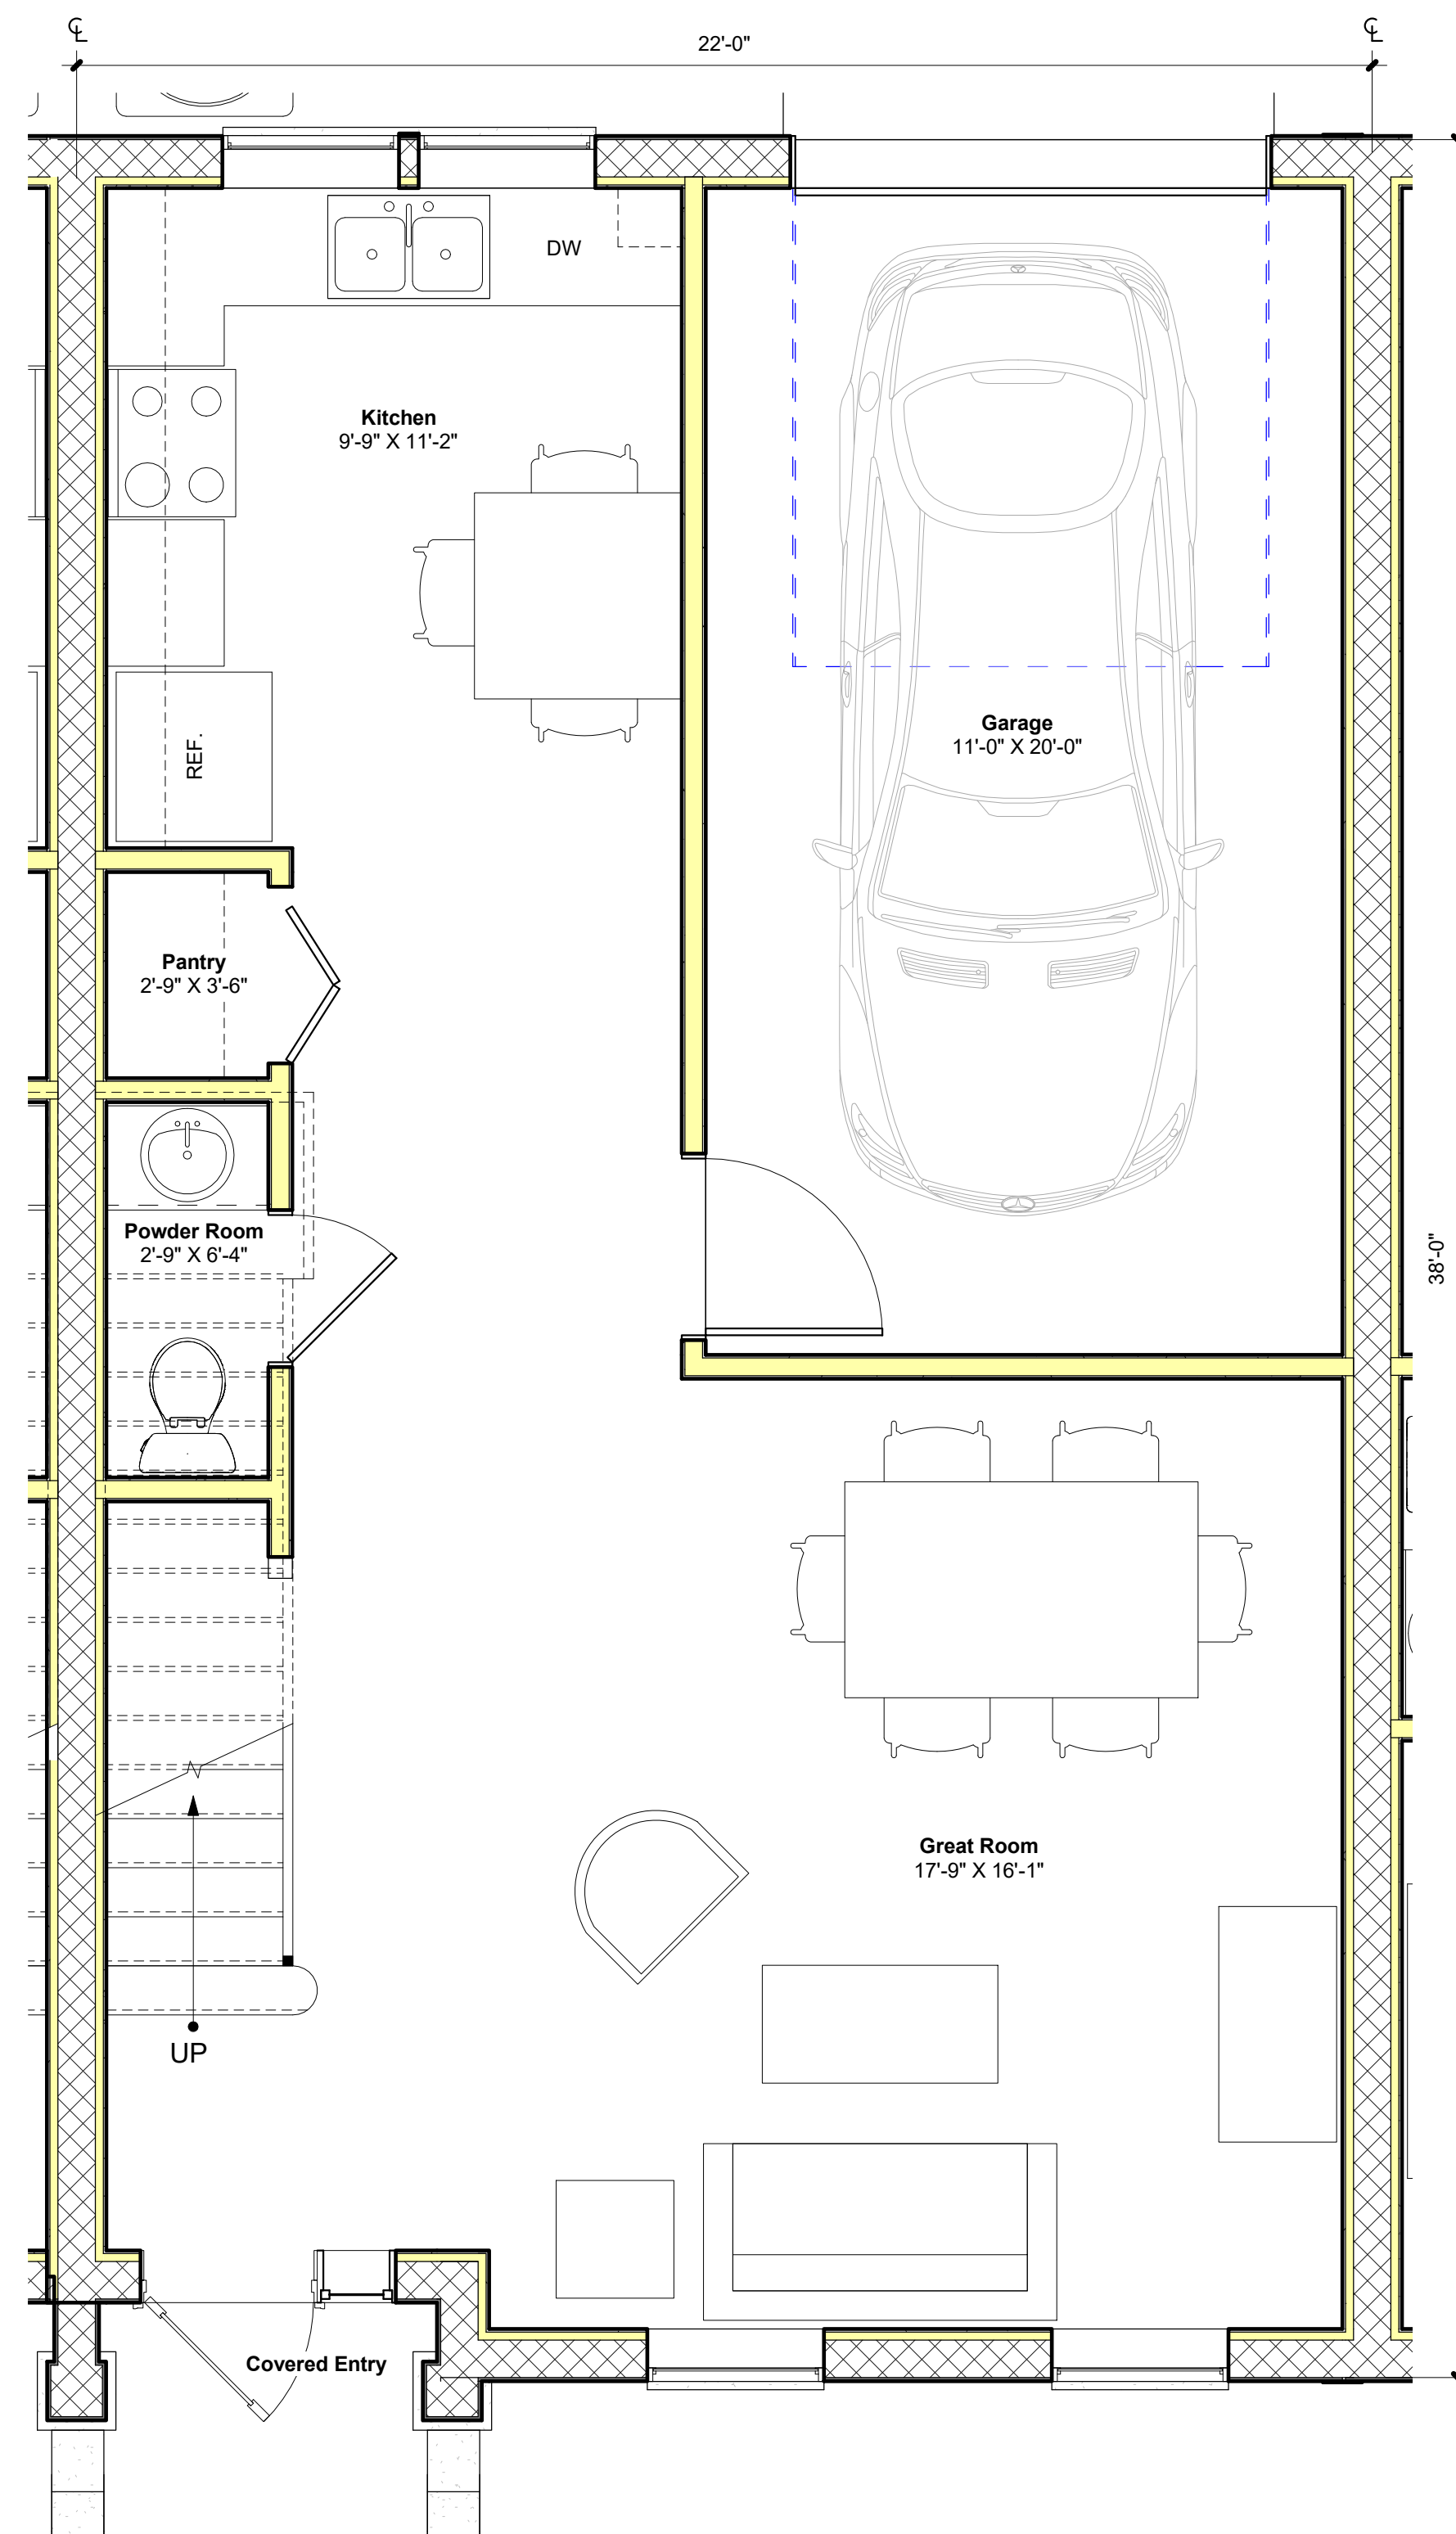 ℄ ℄
22'-0"
DW
Kitchen
9'-9" X 11'-2"
Garage
11'-0" X 20'-0"
REF.
Pantry
2'-9" X 3'-6"
Powder Room
2'-9" X 6'-4"
38'-0"
Great Room
17'-9" X 16'-1"
UP
Covered Entry